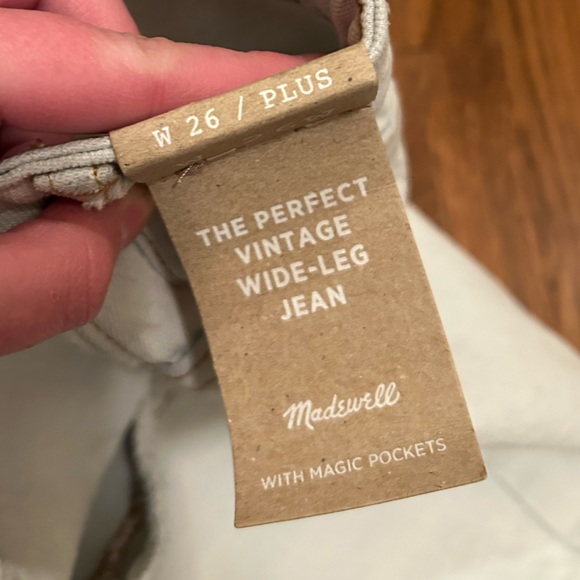 W 26 / PLUS
THE PERFECT
VINTAGE
WIDE-LEG
JEAN
Madewell
WITH MAGIC POCKETS